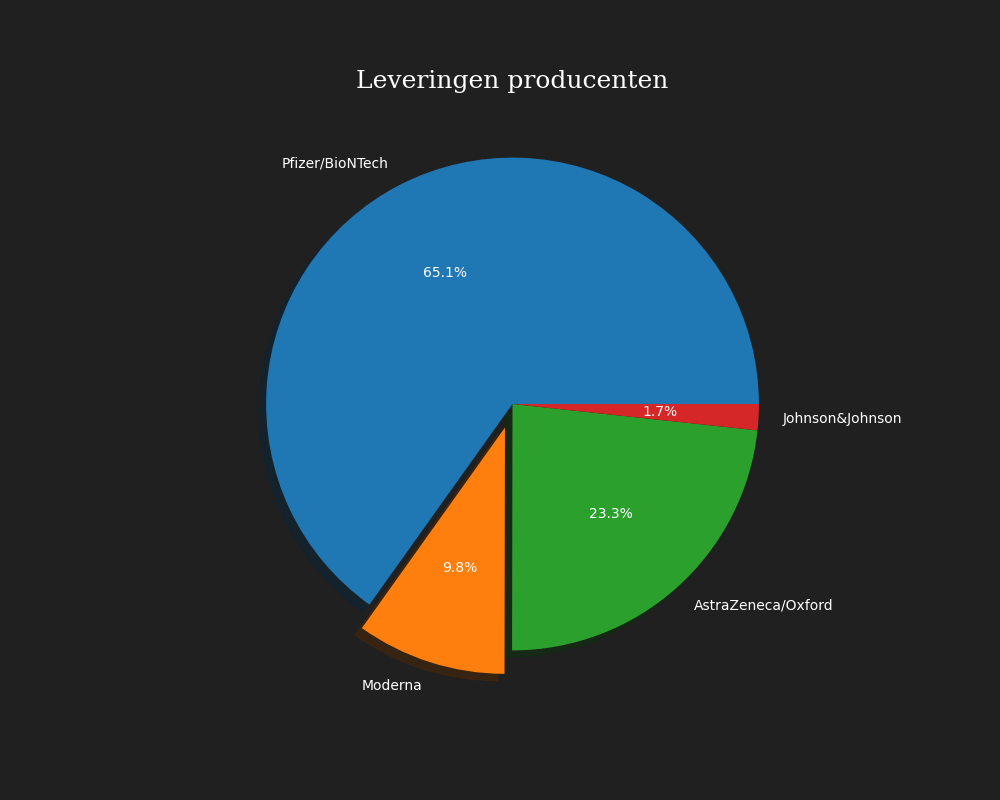 Leveringen producenten
Pfizer/BioNTech
65.1%
1.7%
Johnson&Johnson
23.3%
9.8%
AstraZeneca/Oxford
Moderna